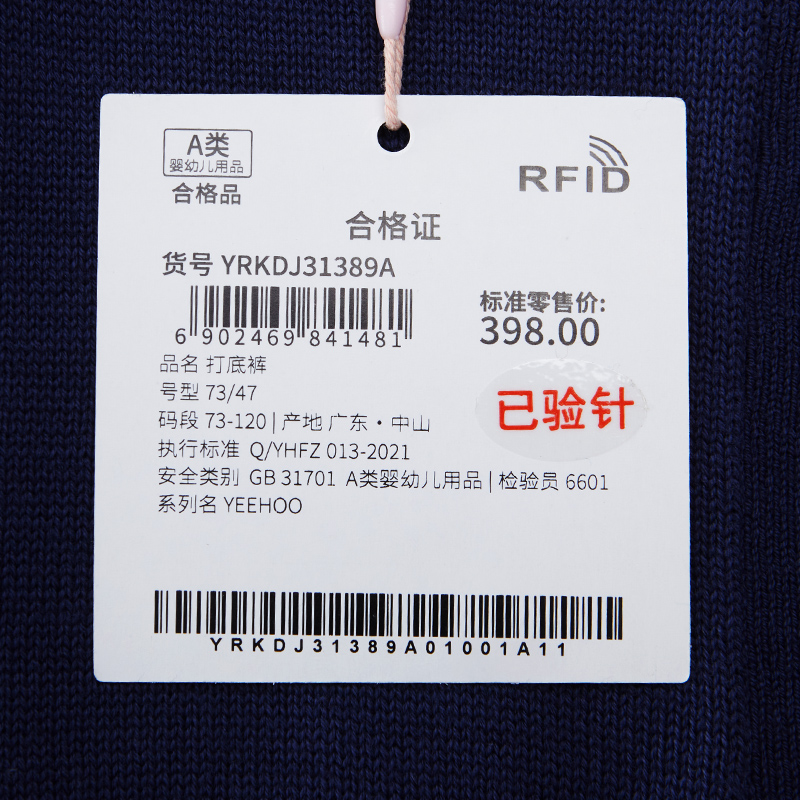 A类
婴幼儿用品
合格品
RFID
合格证
货号 YRKDJ31389A
6 902469 841481
标准零售价:
398.00
品名 打底裤
号型 73/47
码段 73-120 | 产地 广东·中山
已验针
执行标准 Q/YHFZ 013-2021
安全类别 GB 31701 A类婴幼儿用品 | 检验员 6601
系列名 YEEHOO
YRKDJ31389A01001A11